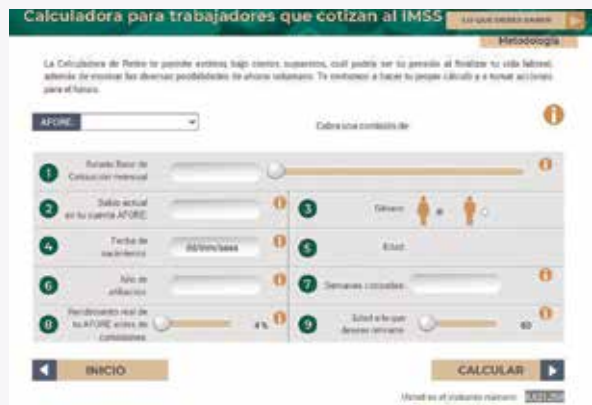 Calculadora para trabajadores que cotizan al IMSS
LO QUE DEBES SABER
Metodología
La Calculadora de Retiro te permite estimar, bajo ciertos supuestos, cuál podría ser tu pensión al finalizar tu vida laboral,
además de mostrar las diversas posibilidades de ahorro voluntario. Te invitamos a hacer tu propio cálculo y a tomar acciones
para el futuro.
AFORE:
Cobra una comisión de
1 Salario Base de
Cotización mensual
2 Saldo actual
en tu cuenta AFORE:
3 Género:
4 Fecha de
nacimiento:
dd/mm/aaaa
5 Edad:
6 Año de
afiliación:
7 Semanas cotizadas:
8 Rendimiento real de
tu AFORE antes de
comisiones:
4 %
9 Edad a la que
deseas retirarte:
INICIO
CALCULAR
Usted es el visitante número: